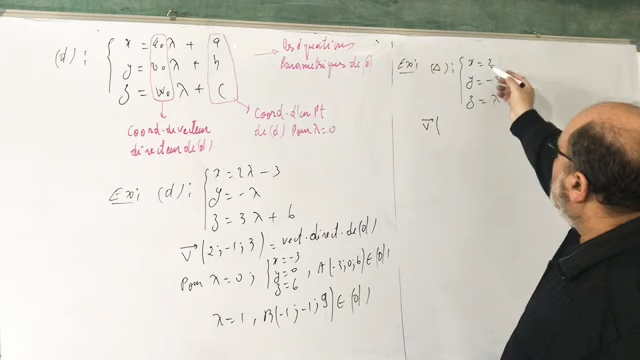 (d) : { x = u₀ λ + a
y = v₀ λ + b
z = w₀ λ + c
→ les équations
Paramétriques de d)
Coord. de vecteur
directeur de (d)
Coord. d'un Pt
de (d) Pour λ = 0
Ex: (d) : { x = 2λ - 3
y = -λ
z = 3λ + 6
V⃗ (2 ; -1 ; 3) = vect. direct. de (d)
Pour λ = 0 ; { x = -3
y = 0
z = 6
, A (-3 ; 0 ; 6) ∈ (d)
λ = 1 , B (-1 ; -1 ; 9) ∈ (d)
Ex: (Δ) : { x = 2
y = -
z = λ
V⃗ (